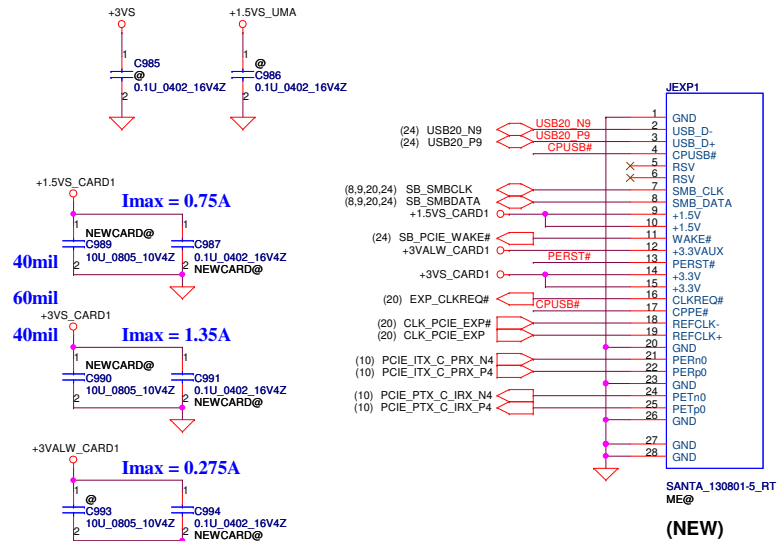 +3VS
+1.5VS_UMA
1
C985
@
0.1U_0402_16V4Z
2
1
@
C986
0.1U_0402_16V4Z
2
+1.5VS_CARD1
Imax = 0.75A
1
NEWCARD@
C989
10U_0805_10V4Z
2
1
C987
0.1U_0402_16V4Z
NEWCARD@
2
40mil
60mil
40mil
+3VS_CARD1
Imax = 1.35A
1
NEWCARD@
C990
10U_0805_10V4Z
2
1
C991
0.1U_0402_16V4Z
NEWCARD@
2
+3VALW_CARD1
Imax = 0.275A
1
@
C993
10U_0805_10V4Z
2
1
C994
0.1U_0402_16V4Z
NEWCARD@
2
JEXP1
1 GND
(24) USB20_N9 USB20_N9 2 USB_D-
(24) USB20_P9 USB20_P9 3 USB_D+
CPUSB# 4 CPUSB#
5 RSV
6 RSV
(8,9,20,24) SB_SMBCLK 7 SMB_CLK
(8,9,20,24) SB_SMBDATA 8 SMB_DATA
+1.5VS_CARD1 9 +1.5V
10 +1.5V
(24) SB_PCIE_WAKE# 11 WAKE#
+3VALW_CARD1 12 +3.3VAUX
PERST# 13 PERST#
+3VS_CARD1 14 +3.3V
15 +3.3V
(20) EXP_CLKREQ# 16 CLKREQ#
CPUSB# 17 CPPE#
(20) CLK_PCIE_EXP# 18 REFCLK-
(20) CLK_PCIE_EXP 19 REFCLK+
20 GND
(10) PCIE_ITX_C_PRX_N4 21 PERn0
(10) PCIE_ITX_C_PRX_P4 22 PERp0
23 GND
(10) PCIE_PTX_C_IRX_N4 24 PETn0
(10) PCIE_PTX_C_IRX_P4 25 PETp0
26 GND
27 GND
28 GND
SANTA_130801-5_RT
ME@
(NEW)